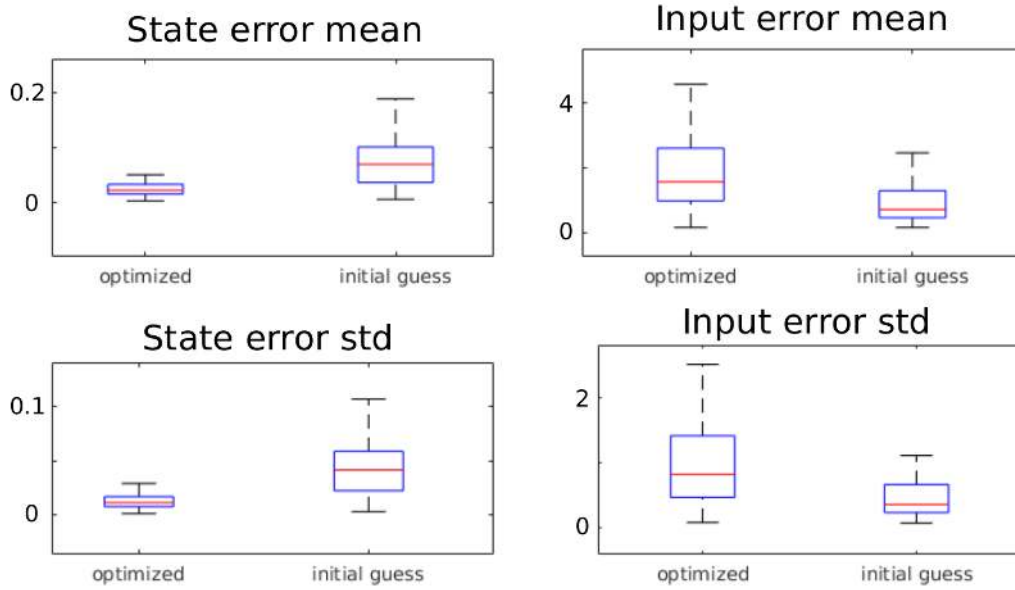 State error mean
0.2
0
optimized
initial guess
Input error mean
4
0
optimized
initial guess
State error std
0.1
0
optimized
initial guess
Input error std
2
0
optimized
initial guess